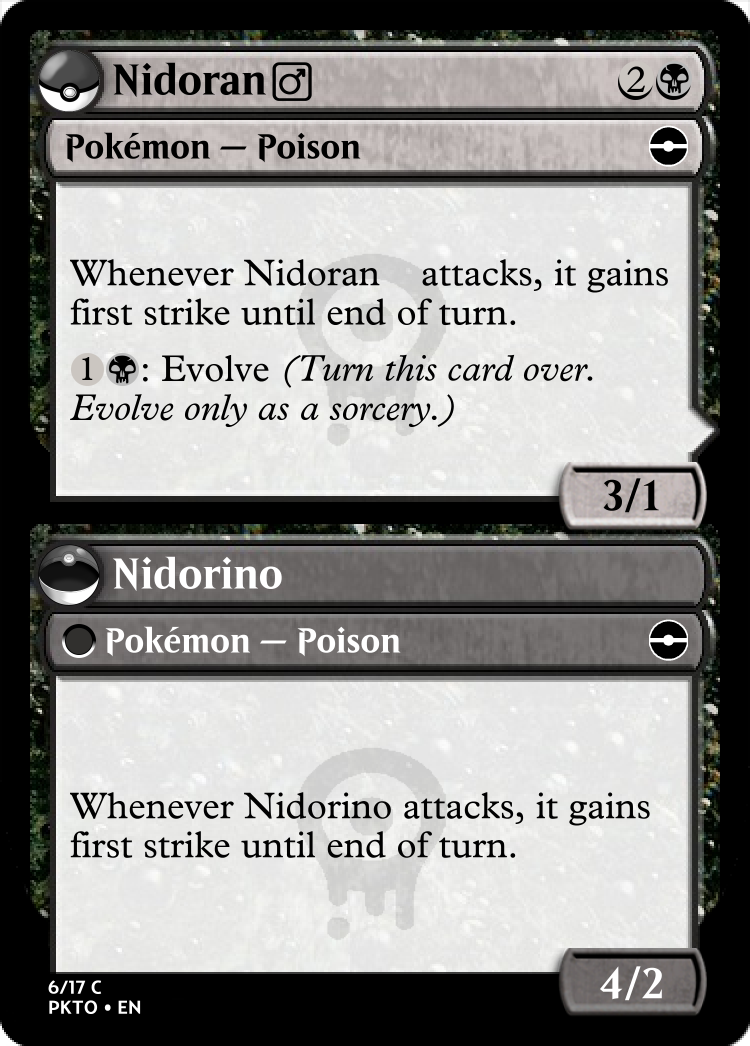 Nidoran♂ 2
Pokémon — Poison
Whenever Nidoran attacks, it gains
first strike until end of turn.
1: Evolve (Turn this card over.
Evolve only as a sorcery.)
3/1
Nidorino
Pokémon — Poison
Whenever Nidorino attacks, it gains
first strike until end of turn.
4/2
6/17 C
PKTO • EN